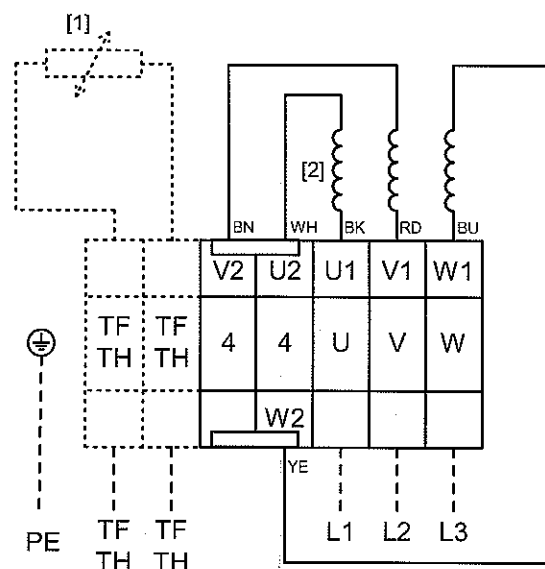 [1]
[2]
BN WH BK RD BU
V2 U2 U1 V1 W1
TF TF
TH TH
4 4 U V W
W2
YE
PE
TF TF
TH TH
L1 L2 L3